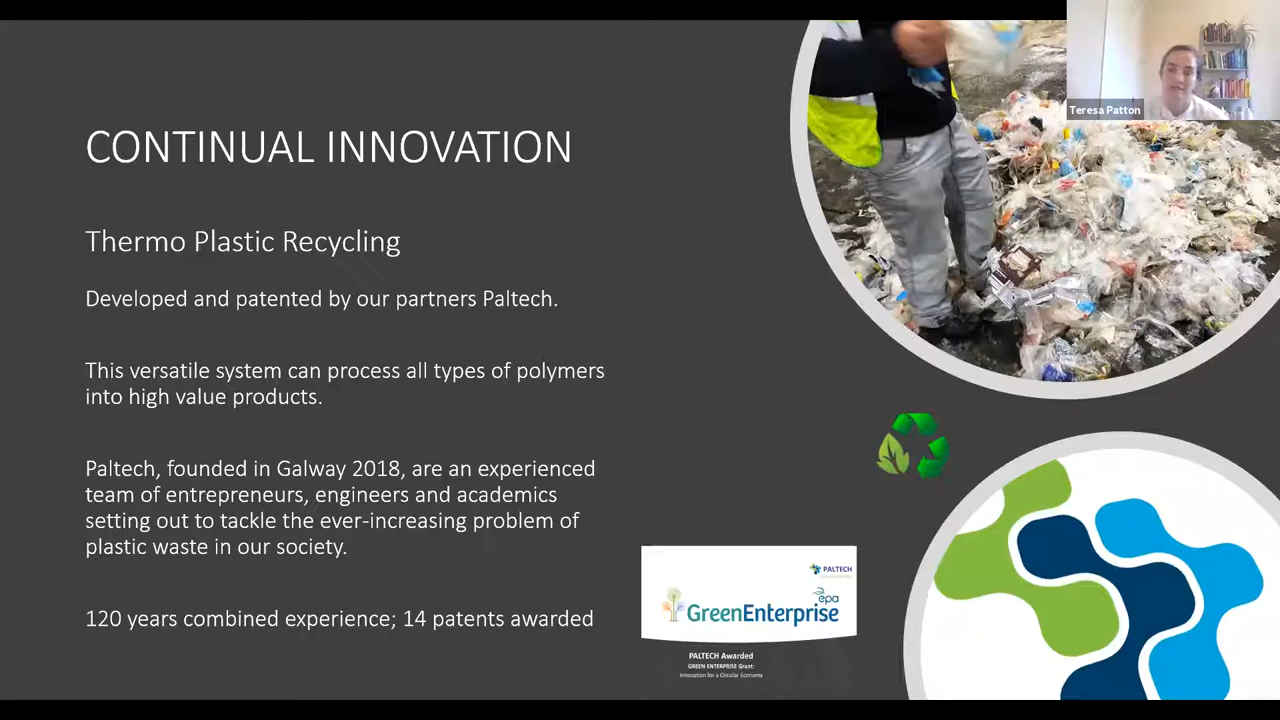 Teresa Patton
CONTINUAL INNOVATION
Thermo Plastic Recycling
Developed and patented by our partners Paltech.
This versatile system can process all types of polymers
into high value products.
Paltech, founded in Galway 2018, are an experienced
team of entrepreneurs, engineers and academics
setting out to tackle the ever-increasing problem of
plastic waste in our society.
120 years combined experience; 14 patents awarded
PALTECH
epa
GreenEnterprise
PALTECH Awarded
GREEN ENTERPRISE Grant:
Innovation for a Circular Economy